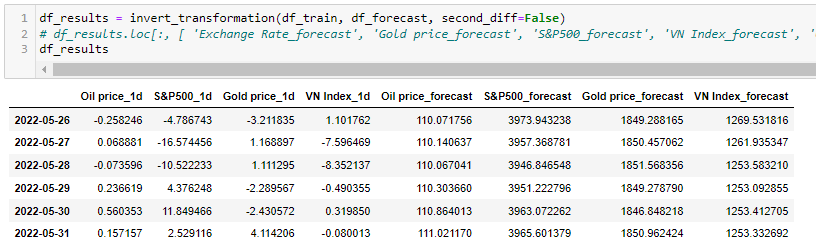 1 df_results = invert_transformation(df_train, df_forecast, second_diff=False)
2 # df_results.loc[:, [ 'Exchange Rate_forecast', 'Gold price_forecast', 'S&P500_forecast', 'VN Index_forecast', '
3 df_results
Oil price_1d S&P500_1d Gold price_1d VN Index_1d Oil price_forecast S&P500_forecast Gold price_forecast VN Index_forecast
2022-05-26 -0.258246 -4.786743 -3.211835 1.101762 110.071756 3973.943238 1849.288165 1269.531816
2022-05-27 0.068881 -16.574456 1.168897 -7.596469 110.140637 3957.368781 1850.457062 1261.935347
2022-05-28 -0.073596 -10.522233 1.111295 -8.352137 110.067041 3946.846548 1851.568356 1253.583210
2022-05-29 0.236619 4.376248 -2.289567 -0.490355 110.303660 3951.222796 1849.278790 1253.092855
2022-05-30 0.560353 11.849466 -2.430572 0.319850 110.864013 3963.072262 1846.848218 1253.412705
2022-05-31 0.157157 2.529116 4.114206 -0.080013 111.021170 3965.601379 1850.962424 1253.332692